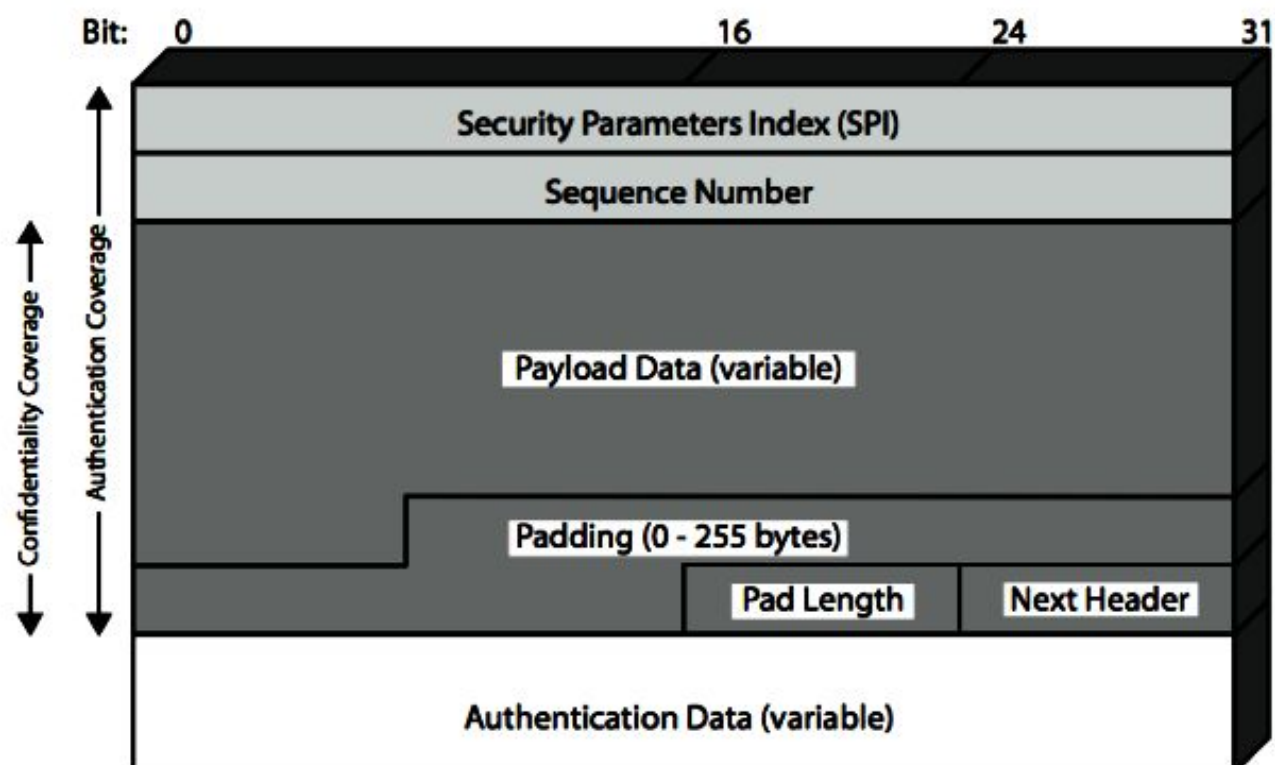 Bit: 0 16 24 31
Security Parameters Index (SPI)
Sequence Number
Confidentiality Coverage
Authentication Coverage
Payload Data (variable)
Padding (0 - 255 bytes)
Pad Length
Next Header
Authentication Data (variable)